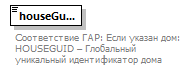 houseGu...
Соответствие ГАР: Если указан дом:
HOUSEGUID – Глобальный
уникальный идентификатор дома